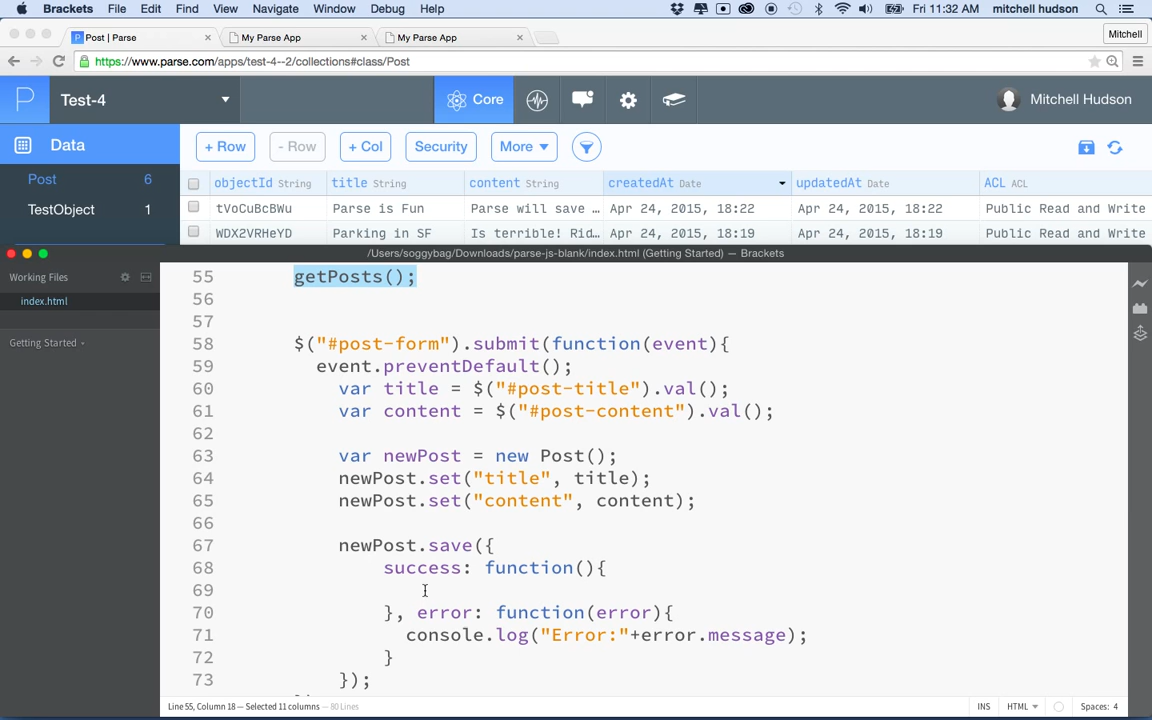 Brackets File Edit Find View Navigate Window Debug Help Fri 11:32 AM mitchell hudson
Post | Parse × My Parse App × My Parse App × Mitchell
https://www.parse.com/apps/test-4--2/collections#class/Post
P Test-4 Core Mitchell Hudson
Data + Row - Row + Col Security More
objectId String title String content String createdAt Date updatedAt Date ACL ACL
Post 6
tVoCuBcBWu Parse is Fun Parse will save … Apr 24, 2015, 18:22 Apr 24, 2015, 18:22 Public Read and Write
TestObject 1
WDX2VRHeYD Parking in SF Is terrible! Rid… Apr 24, 2015, 18:19 Apr 24, 2015, 18:19 Public Read and Write
/Users/soggybag/Downloads/parse-js-blank/index.html (Getting Started) — Brackets
Working Files
index.html
Getting Started
55 getPosts();
56
57
58 $("#post-form").submit(function(event){
59 event.preventDefault();
60 var title = $("#post-title").val();
61 var content = $("#post-content").val();
62
63 var newPost = new Post();
64 newPost.set("title", title);
65 newPost.set("content", content);
66
67 newPost.save({
68 success: function(){
69
70 }, error: function(error){
71 console.log("Error:"+error.message);
72 }
73 });
Line 55, Column 18 — Selected 11 columns — 80 Lines INS HTML Spaces: 4